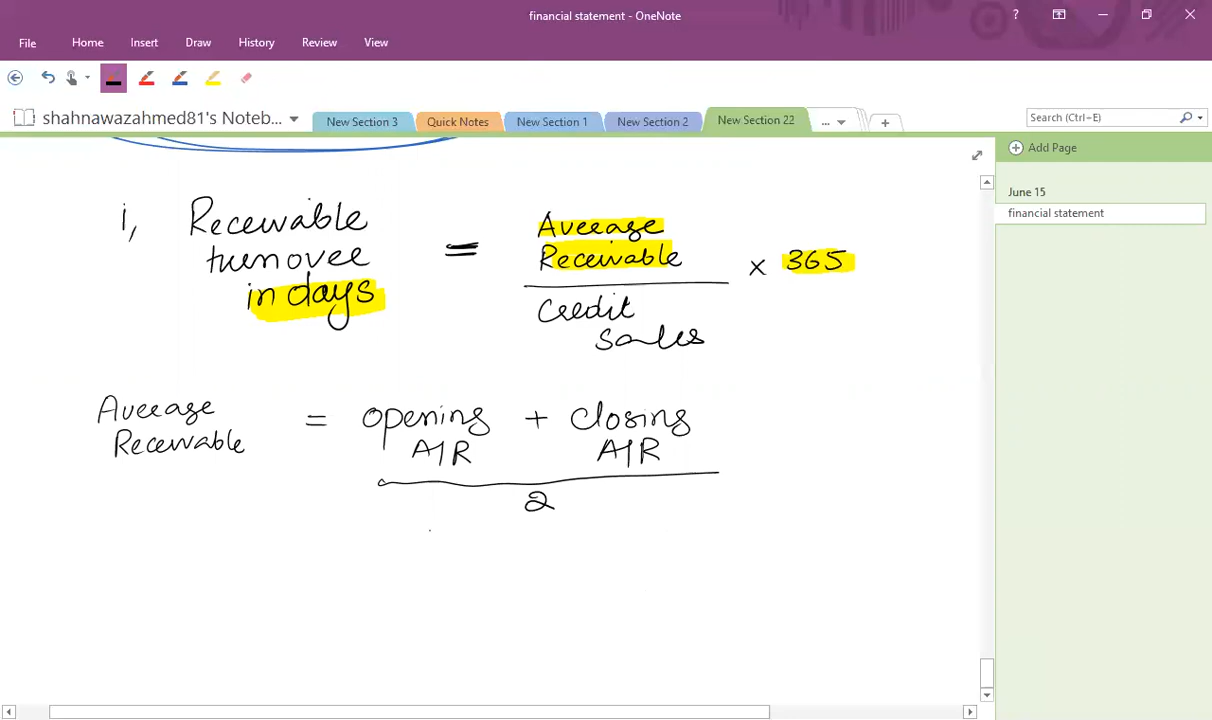 financial statement - OneNote
?
File Home Insert Draw History Review View
shahnawazahmed81's Noteb...
New Section 3 Quick Notes New Section 1 New Section 2 New Section 22 ...
Search (Ctrl+E)
Add Page
June 15
financial statement
i, Receivable turnover in days = Average Receivable / Credit sales × 365
Average Receivable = opening A/R + closing A/R / 2